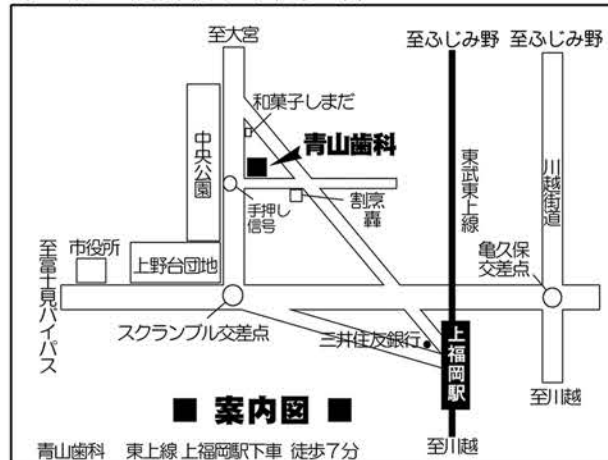 至大宮
至ふじみ野
至ふじみ野
和菓子しまだ
青山歯科
中央公園
東武東上線
川越街道
手押し
信号
割烹
轟
亀久保
交差点
市役所
上野台団地
至富士見バイパス
スクランブル交差点
三井住友銀行
上福岡駅
至川越
■ 案内図 ■
至川越
青山歯科 東上線 上福岡駅下車 徒歩7分